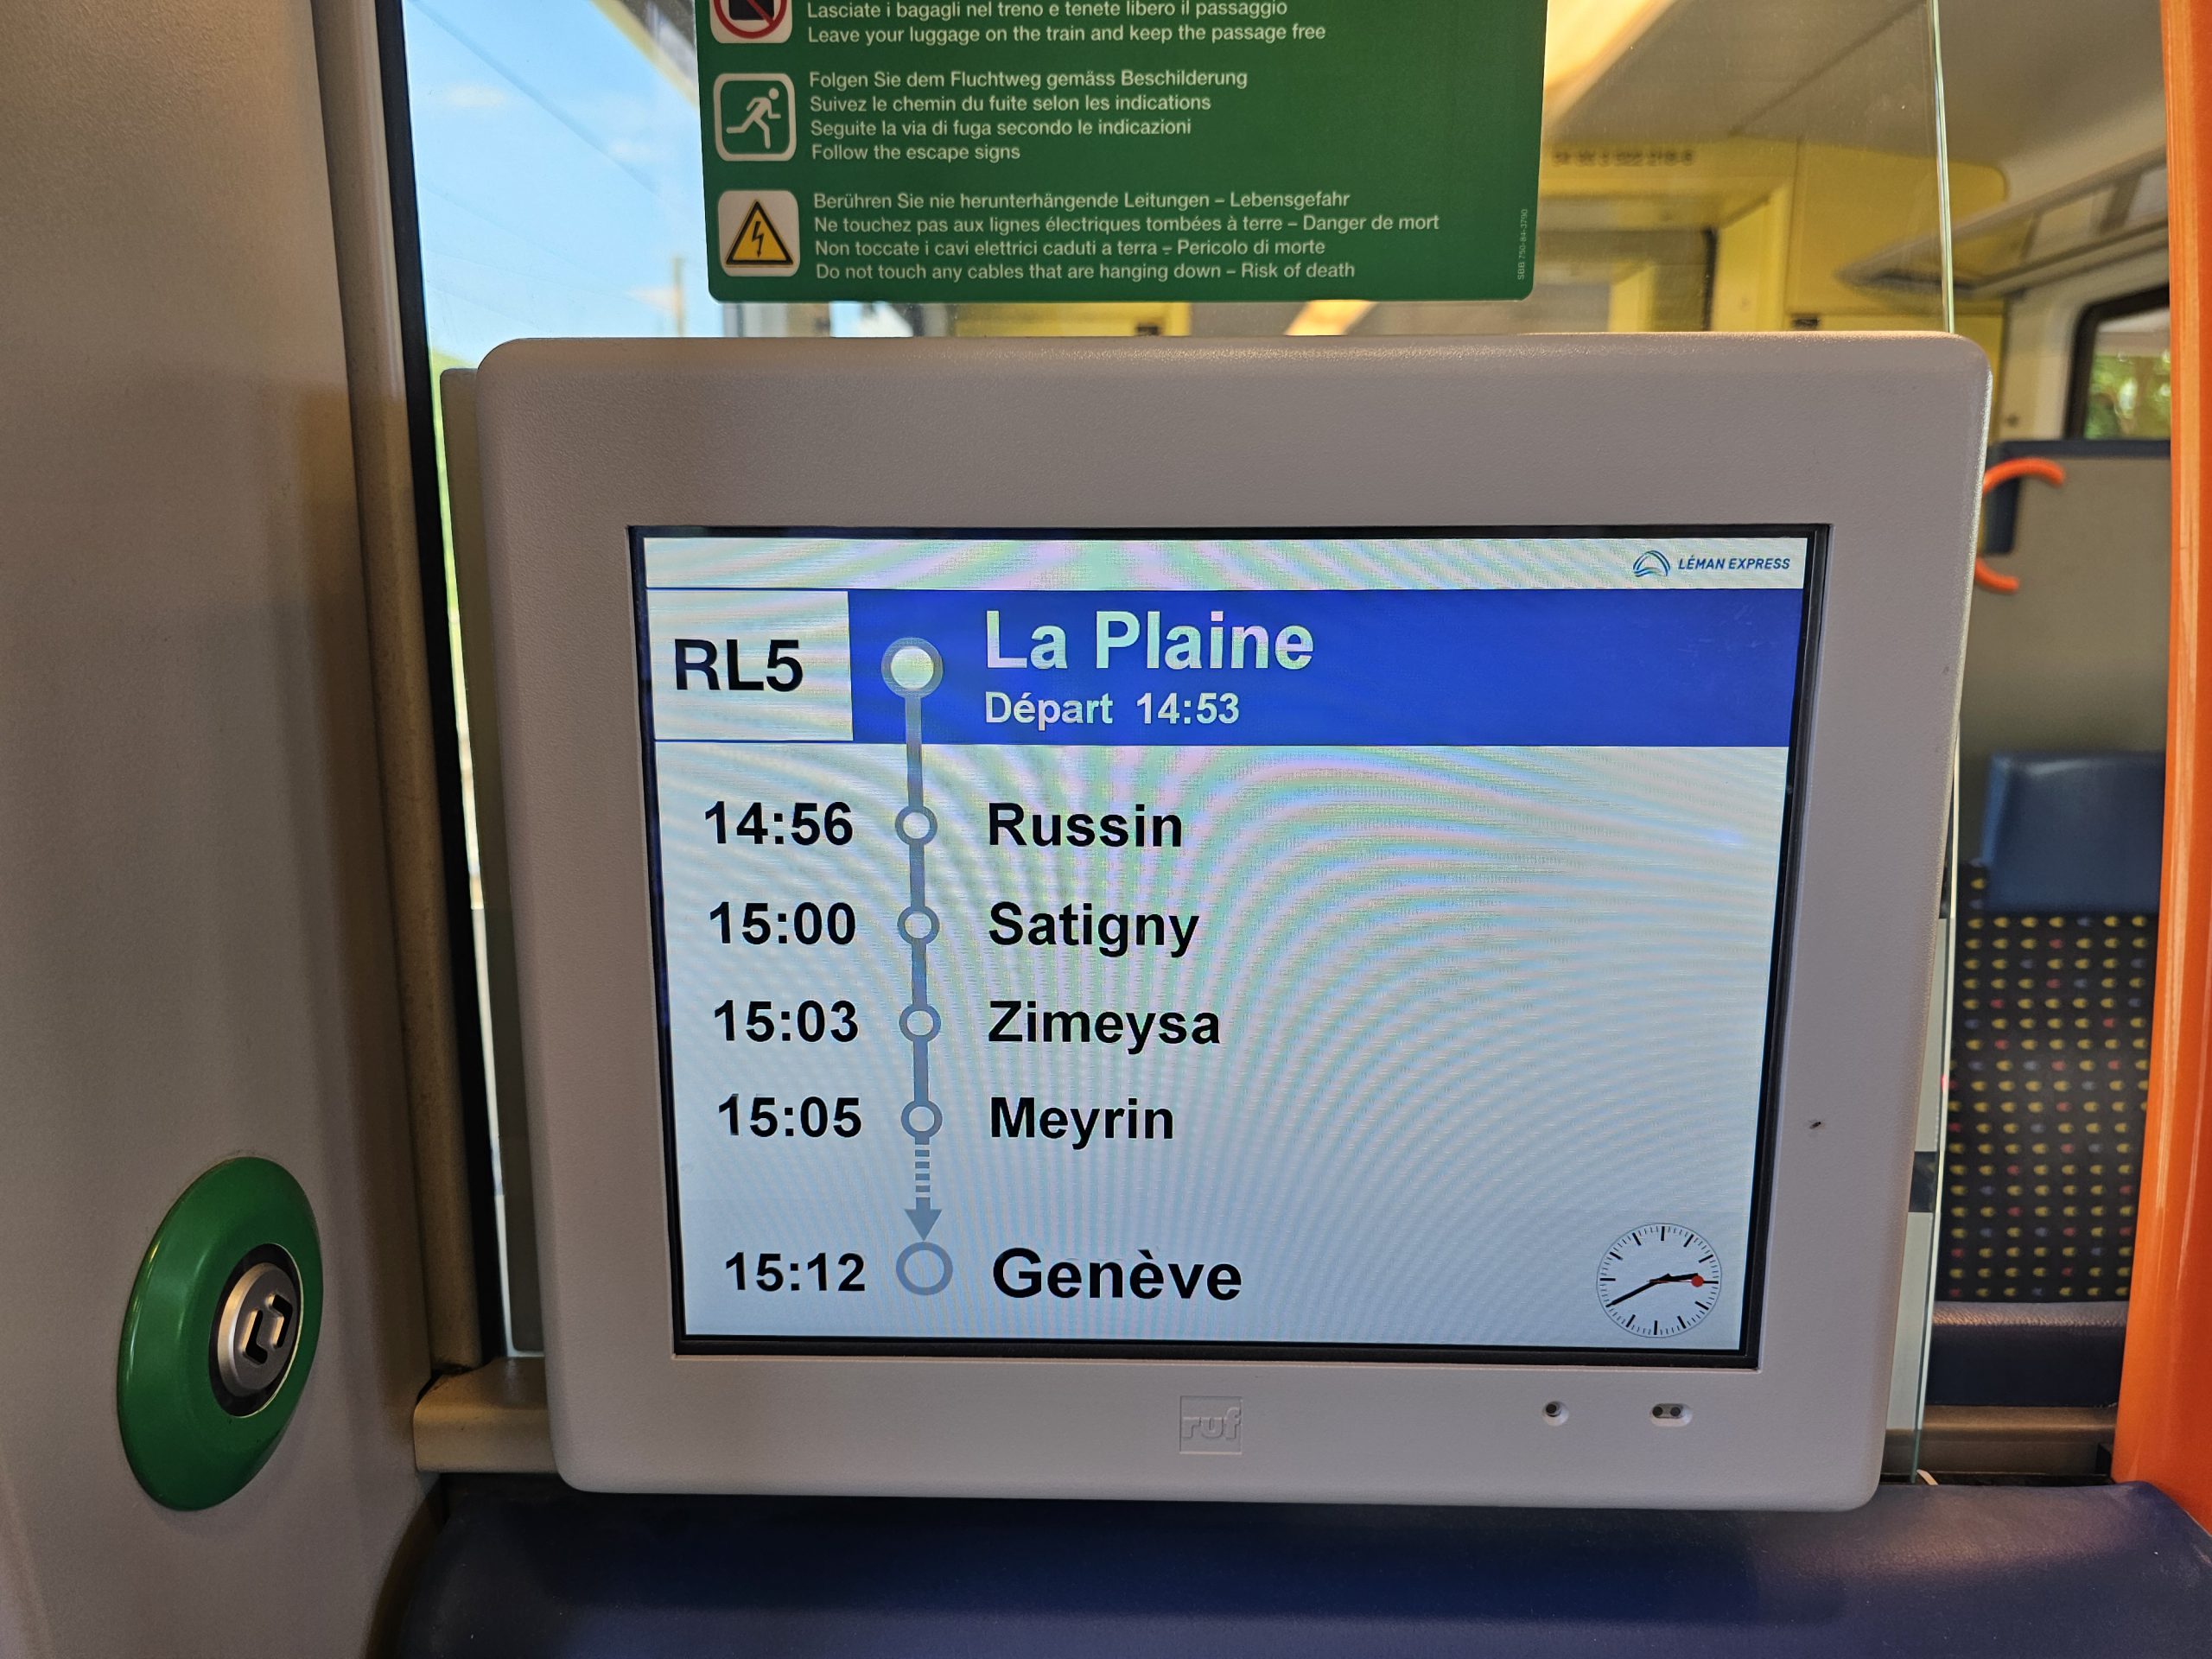 Lasciate i bagagli nel treno e tenete libero il passaggio
Leave your luggage on the train and keep the passage free
Folgen Sie dem Fluchtweg gemäss Beschilderung
Suivez le chemin du fuite selon les indications
Seguite la via di fuga secondo le indicazioni
Follow the escape signs
Berühren Sie nie herunterhängende Leitungen – Lebensgefahr
Ne touchez pas aux lignes électriques tombées à terre – Danger de mort
Non toccate i cavi elettrici caduti a terra – Pericolo di morte
Do not touch any cables that are hanging down – Risk of death
SBB 750-84-3790
LÉMAN EXPRESS
RL5
La Plaine
Départ 14:53
14:56 Russin
15:00 Satigny
15:03 Zimeysa
15:05 Meyrin
15:12 Genève
ruf